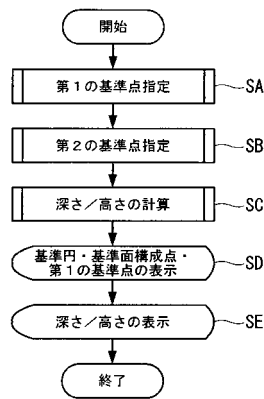 開始
第1の基準点指定
SA
第2の基準点指定
SB
深さ／高さの計算
SC
基準円・基準面構成点・
第1の基準点の表示
SD
深さ／高さの表示
SE
終了